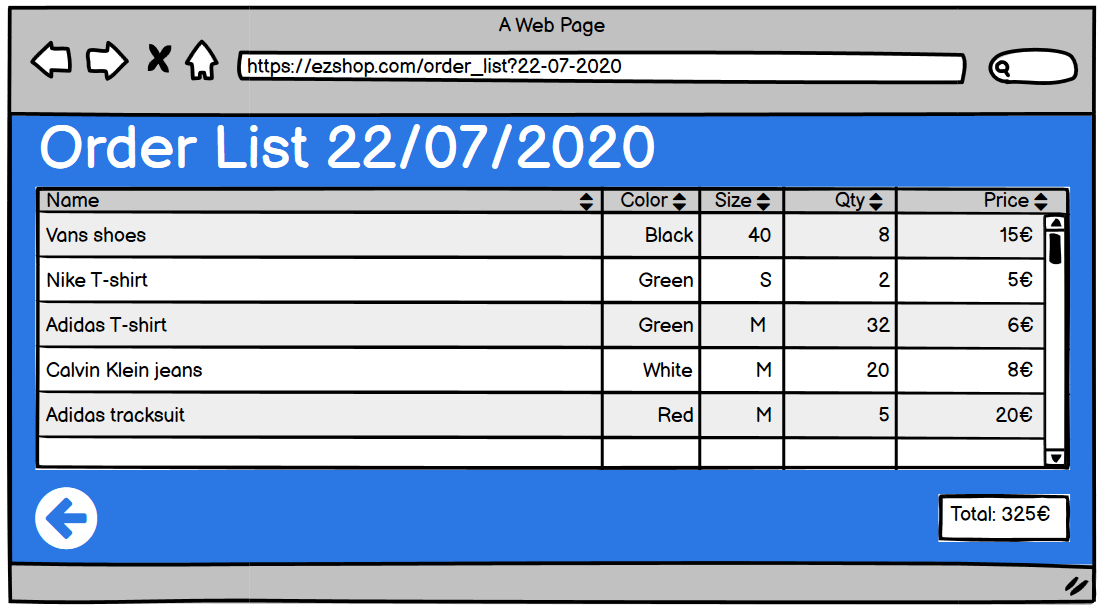 A Web Page
https://ezshop.com/order_list?22-07-2020
Order List 22/07/2020
Name Color Size Qty Price
Vans shoes Black 40 8 15€
Nike T-shirt Green S 2 5€
Adidas T-shirt Green M 32 6€
Calvin Klein jeans White M 20 8€
Adidas tracksuit Red M 5 20€
Total: 325€